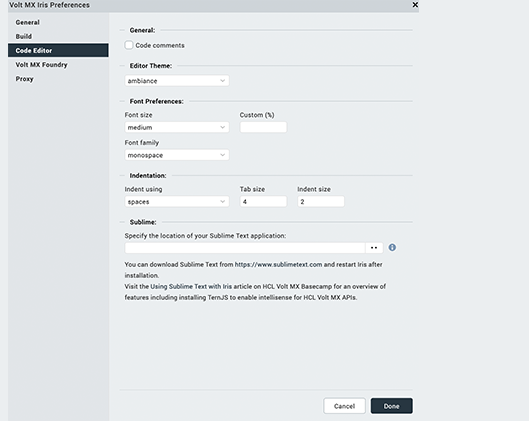 Volt MX Iris Preferences
General
Build
Code Editor
Volt MX Foundry
Proxy
General:
Code comments
Editor Theme:
ambiance
Font Preferences:
Font size
Custom (%)
medium
Font family
monospace
Indentation:
Indent using
Tab size
Indent size
spaces
4
2
Sublime:
Specify the location of your Sublime Text application:
You can download Sublime Text from https://www.sublimetext.com and restart Iris after
installation.
Visit the Using Sublime Text with Iris article on HCL Volt MX Basecamp for an overview of
features including installing TernJS to enable intellisense for HCL Volt MX APIs.
Cancel
Done